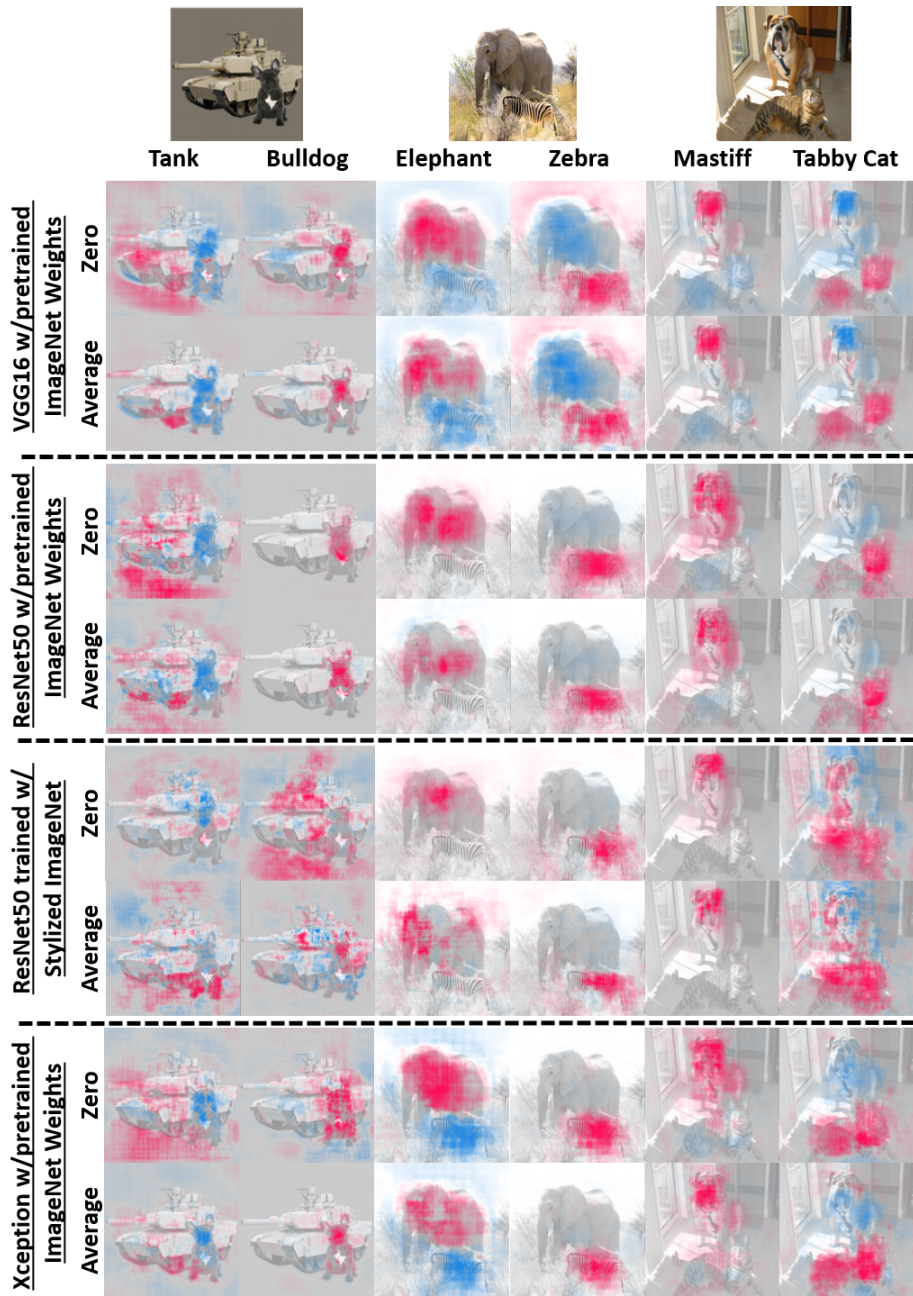 Tank Bulldog Elephant Zebra Mastiff Tabby Cat
VGG16 w/pretrained
ImageNet Weights
Zero
Average
ResNet50 w/pretrained
ImageNet Weights
Zero
Average
ResNet50 trained w/
Stylized ImageNet
Zero
Average
Xception w/pretrained
ImageNet Weights
Zero
Average